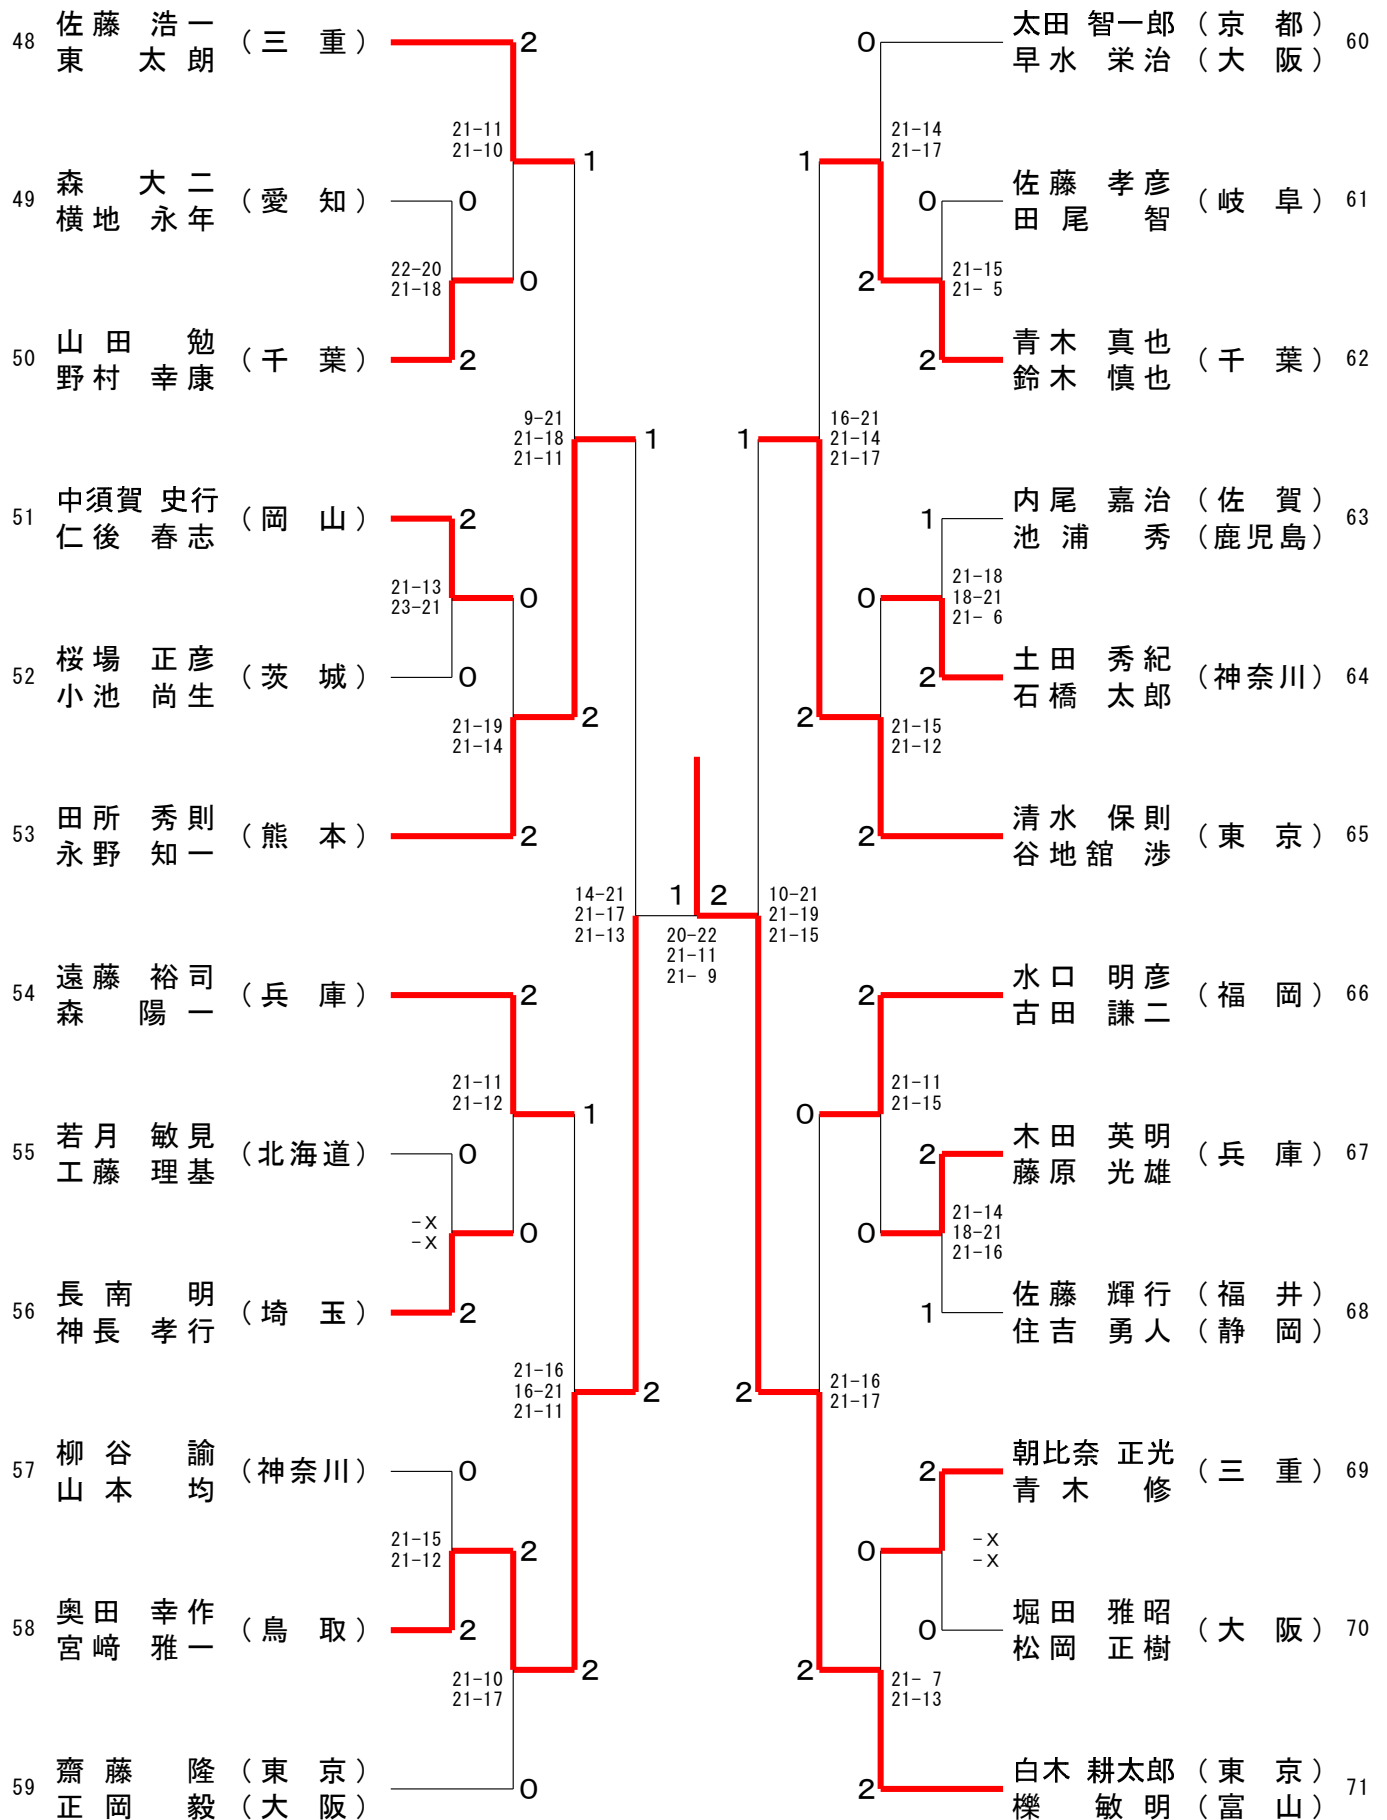 48 佐藤 浩一 （三 重） 2
東 太朗
21-11
21-10
1
49 森 大二 （愛 知） 0
横地 永年
22-20
21-18
0
50 山田 勉 （千 葉） 2
野村 幸康
9-21
21-18
21-11
1
51 中須賀 史行 （岡 山） 2
仁後 春志
21-13
23-21
0
52 桜場 正彦 （茨 城） 0
小池 尚生
21-19
21-14
2
53 田所 秀則 （熊 本） 2
永野 知一
14-21
21-17
21-13
1 2
20-22
21-11
21- 9
54 遠藤 裕司 （兵 庫） 2
森 陽一
21-11
21-12
1
55 若月 敏見 （北海道） 0
工藤 理基
-X
-X
0
56 長南 明 （埼 玉） 2
神長 孝行
21-16
16-21
21-11
2
57 柳谷 諭 （神奈川） 0
山本 均
21-15
21-12
2
58 奥田 幸作 （鳥 取） 2
宮﨑 雅一
21-10
21-17
2
59 齋藤 隆 （東 京） 0
正岡 毅 （大 阪）
0 太田 智一郎 （京 都） 60
早水 栄治 （大 阪）
21-14
21-17
1
0 佐藤 孝彦 （岐 阜） 61
田尾 智
21-15
21- 5
2
2 青木 真也 （千 葉） 62
鈴木 慎也
16-21
21-14
21-17
1
1 内尾 嘉治 （佐 賀） 63
池浦 秀 （鹿児島）
21-18
18-21
21- 6
0
2 土田 秀紀 （神奈川） 64
石橋 太郎
21-15
21-12
2
2 清水 保則 （東 京） 65
谷地舘 渉
10-21
21-19
21-15
2 水口 明彦 （福 岡） 66
古田 謙二
21-11
21-15
0
2 木田 英明 （兵 庫） 67
藤原 光雄
21-14
18-21
21-16
0
1 佐藤 輝行 （福 井） 68
住吉 勇人 （静 岡）
21-16
21-17
2
2 朝比奈 正光 （三 重） 69
青木 修
-X
-X
0
0 堀田 雅昭 （大 阪） 70
松岡 正樹
21- 7
21-13
2
2 白木 耕太郎 （東 京） 71
櫟 敏明 （富 山）